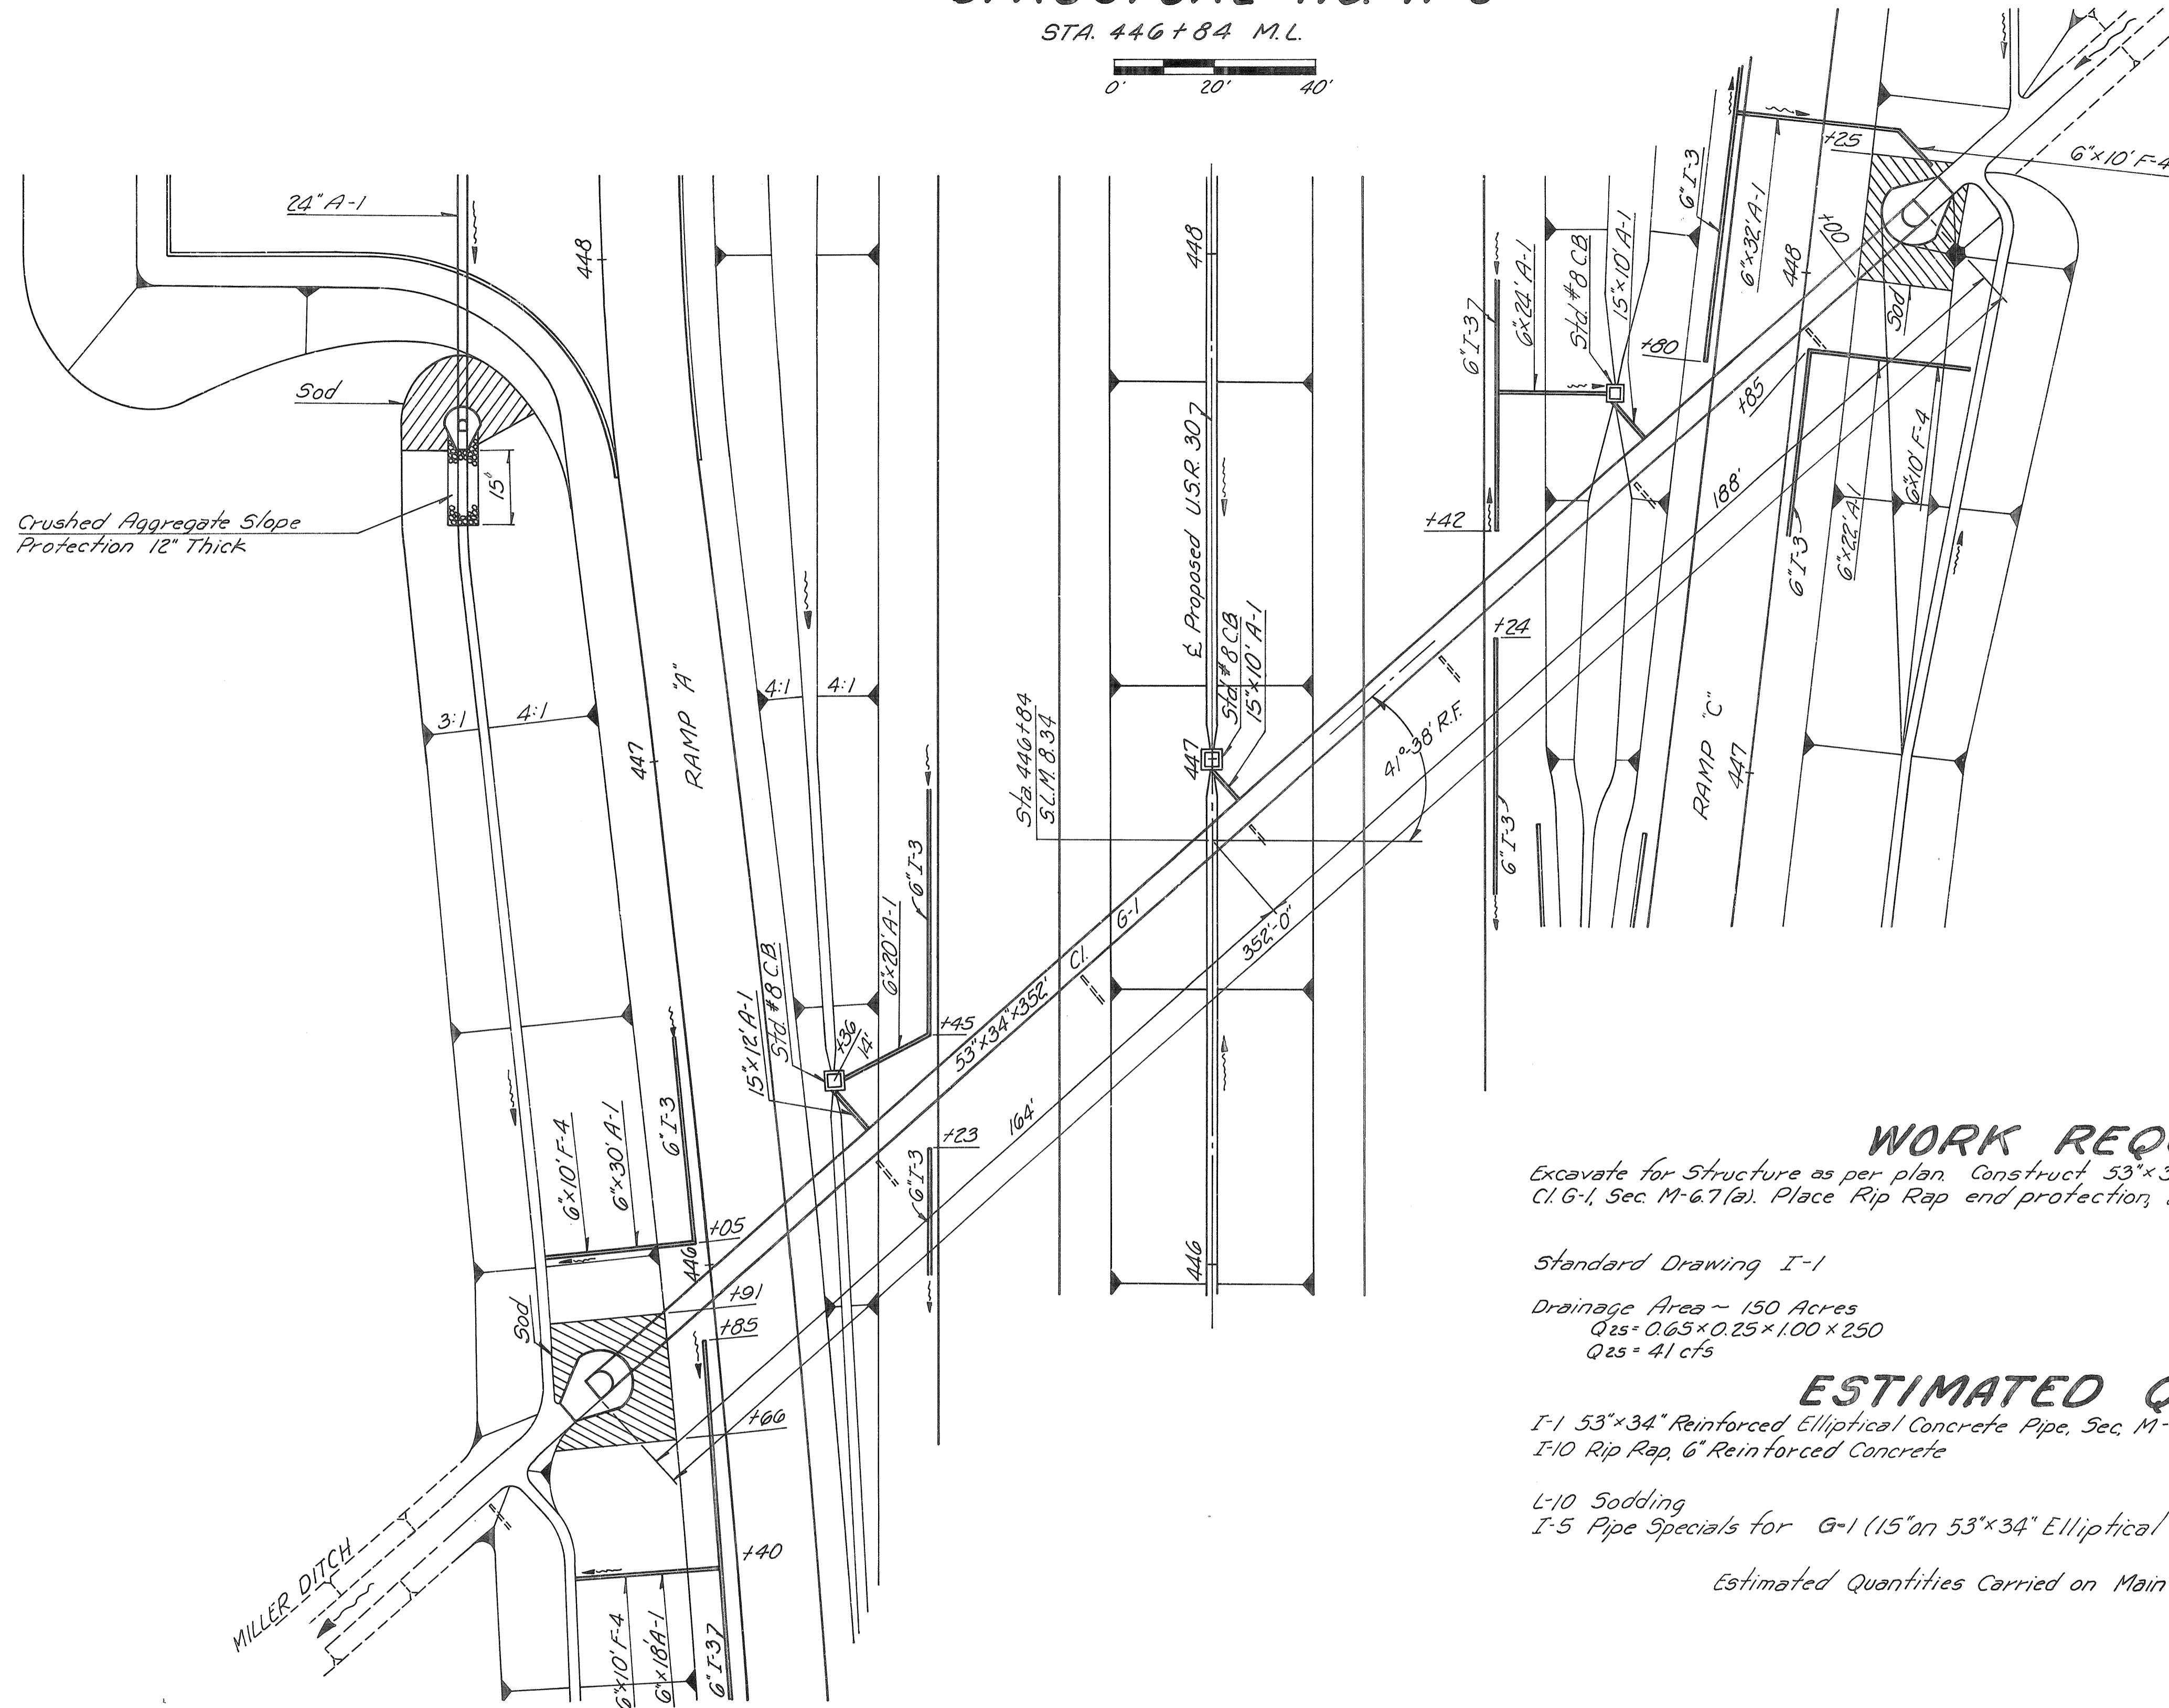 STA. 446+84 M.L.
0' 20' 40'
24" A-1
448
448
448
Sod
15'
Crushed Aggregate Slope
Protection 12" Thick
₵ Proposed U.S.R. 30
6" I-3
6"x24' A-1
Std. #8 C.B.
15"x10' A-1
6" I-3
6"x32' A-1
+25
6"x10' F-4
+00
Sod
+80
+85
+42
188'
6" I-3
6"x22' A-1
6"x10' F-4
+24
3:1
4:1
4:1
4:1
447
RAMP "A"
Std. #8 C.B.
15"x10' A-1
447
Sta. 446+84
S.L.M. 8.34
41°-38' R.F.
RAMP "C"
447
6" I-3
6" I-3
6"x20' A-1
Std #8 C.B.
15"x12' A-1
+36
14'
+45
53"x34"x352' Cl. G-1
352'-0"
164'
+23
6" I-3
6" I-3
6"x10' F-4
6"x30' A-1
+05
446
446
+91
Sod
+85
+66
+40
MILLER DITCH
6"x10' F-4
6"x18' A-1
6" I-3
WORK
Excavate for Structure as per plan. Construct 53"x
Cl. G-1, Sec. M-6.7(a). Place Rip Rap end protection,
Standard Drawing I-1
Drainage Area ~ 150 Acres
Q25 = 0.65 x 0.25 x 1.00 x 250
Q25 = 41 cfs
ESTIMATED
I-1 53"x34" Reinforced Elliptical Concrete Pipe, Sec. M-
I-10 Rip Rap, 6" Reinforced Concrete
L-10 Sodding
I-5 Pipe Specials for G-1 (15" on 53"x34" Elliptical
Estimated Quantities Carried on Main